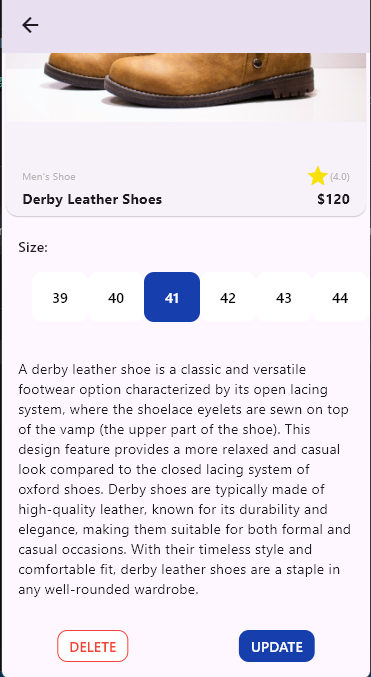 Men's Shoe
(4.0)
Derby Leather Shoes
$120
Size:
39 40 41 42 43 44
A derby leather shoe is a classic and versatile
footwear option characterized by its open lacing
system, where the shoelace eyelets are sewn on top
of the vamp (the upper part of the shoe). This
design feature provides a more relaxed and casual
look compared to the closed lacing system of
oxford shoes. Derby shoes are typically made of
high-quality leather, known for its durability and
elegance, making them suitable for both formal and
casual occasions. With their timeless style and
comfortable fit, derby leather shoes are a staple in
any well-rounded wardrobe.
DELETE UPDATE